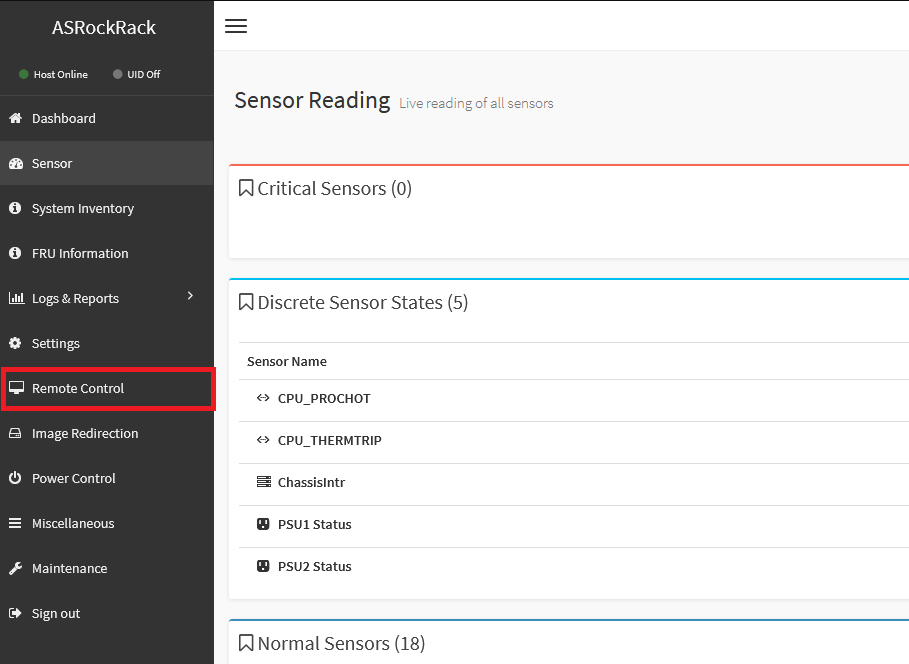 ASRockRack
Host Online UID Off
Dashboard
Sensor
System Inventory
FRU Information
Logs & Reports
Settings
Remote Control
Image Redirection
Power Control
Miscellaneous
Maintenance
Sign out
Sensor Reading Live reading of all sensors
Critical Sensors (0)
Discrete Sensor States (5)
Sensor Name
CPU_PROCHOT
CPU_THERMTRIP
ChassisIntr
PSU1 Status
PSU2 Status
Normal Sensors (18)